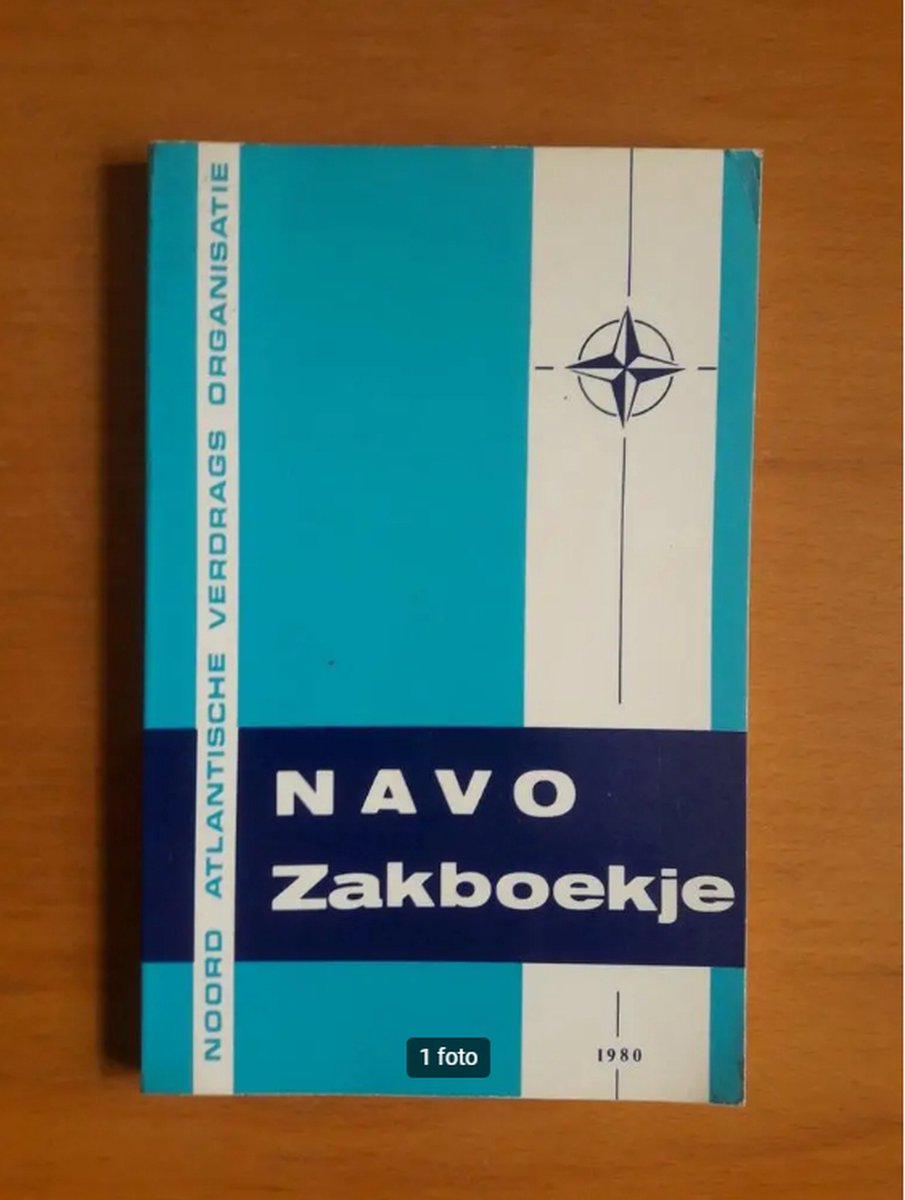 NOORD ATLANTISCHE VERDRAGS ORGANISATIE
NAVO
Zakboekje
1980
1 foto